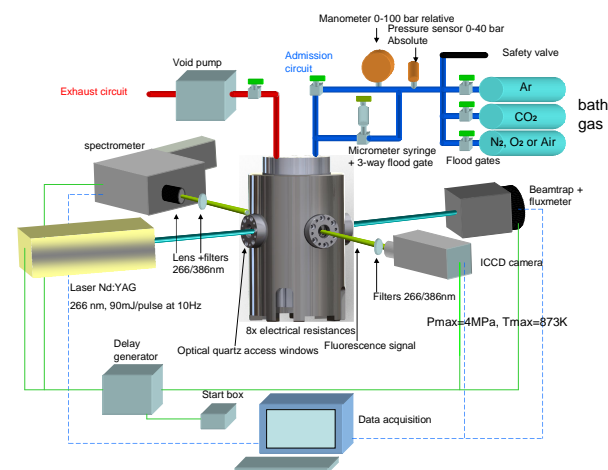 Manometer 0-100 bar relative
Pressure sensor 0-40 bar
Absolute
Safety valve
Void pump
Admission
circuit
Exhaust circuit
Ar
CO₂
N₂, O₂ or Air
bath
gas
Micrometer syringe
+ 3-way flood gate
Flood gates
spectrometer
Beamtrap +
fluxmeter
Lens +filters
266/386nm
ICCD camera
Laser Nd:YAG
266 nm, 90mJ/pulse at 10Hz
Filters 266/386nm
8x electrical resistances
Pmax=4MPa, Tmax=873K
Optical quartz access windows
Fluorescence signal
Delay
generator
Start box
Data acquisition